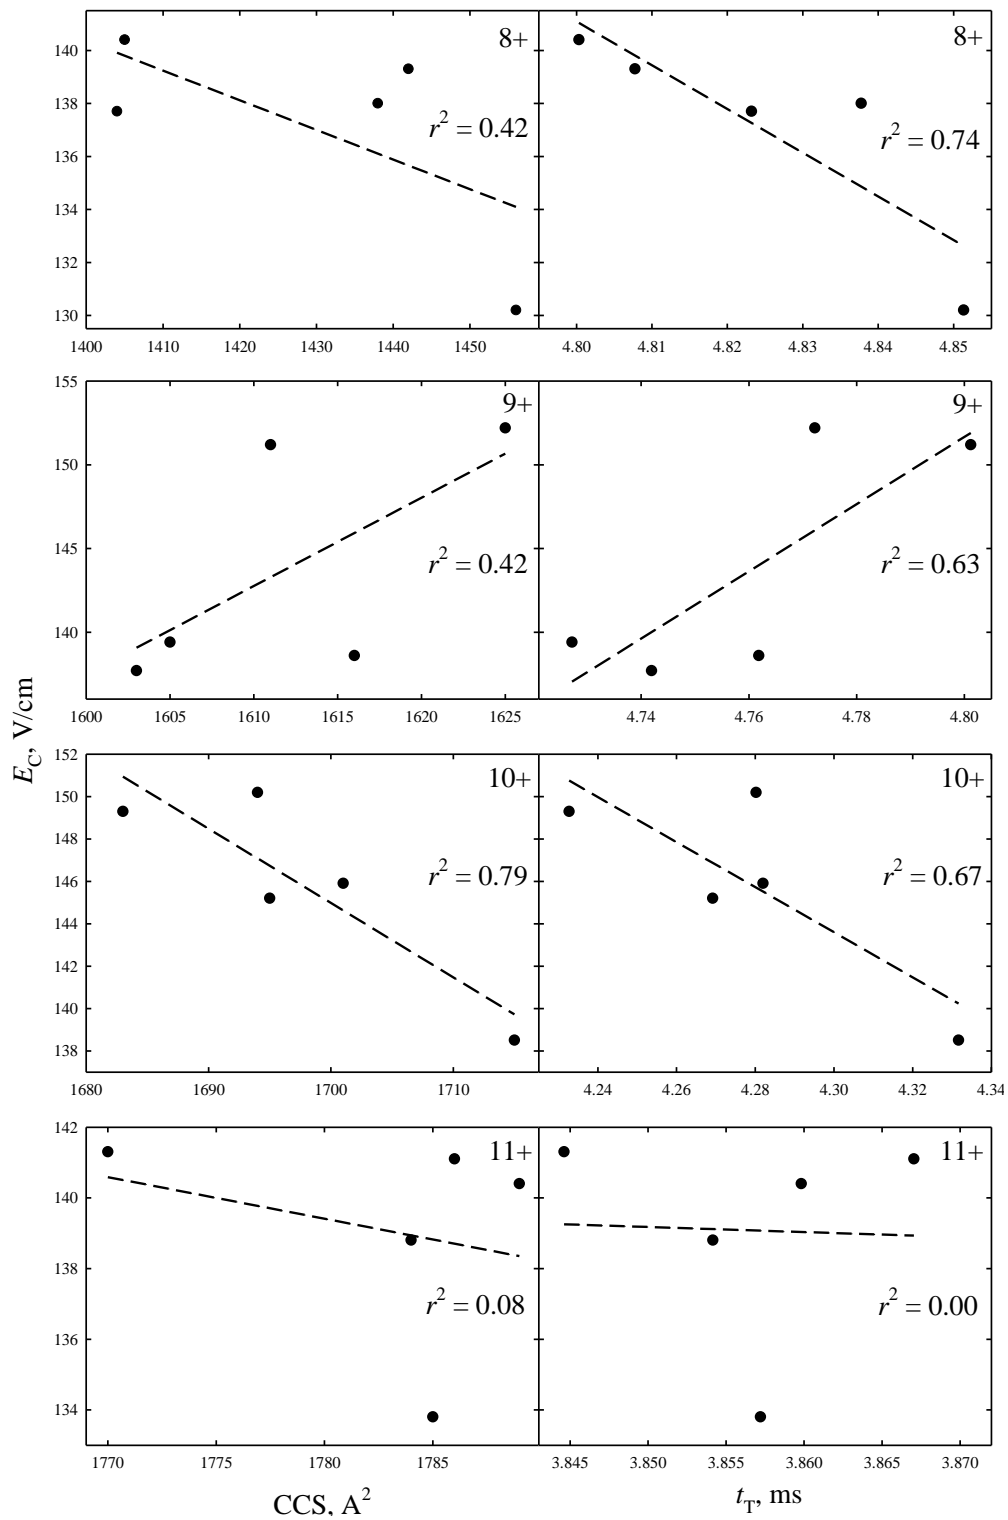 8+
8+
140
138
136
134
132
130
r² = 0.42
r² = 0.74
1400 1410 1420 1430 1440 1450
4.80 4.81 4.82 4.83 4.84 4.85
9+
9+
155
150
145
140
r² = 0.42
r² = 0.63
1600 1605 1610 1615 1620 1625
4.74 4.76 4.78 4.80
E_C, V/cm
10+
10+
152
150
148
146
144
142
140
138
r² = 0.79
r² = 0.67
1680 1690 1700 1710
4.24 4.26 4.28 4.30 4.32 4.34
11+
11+
142
140
138
136
134
r² = 0.08
r² = 0.00
1770 1775 1780 1785
3.845 3.850 3.855 3.860 3.865 3.870
CCS, A²
t_T, ms